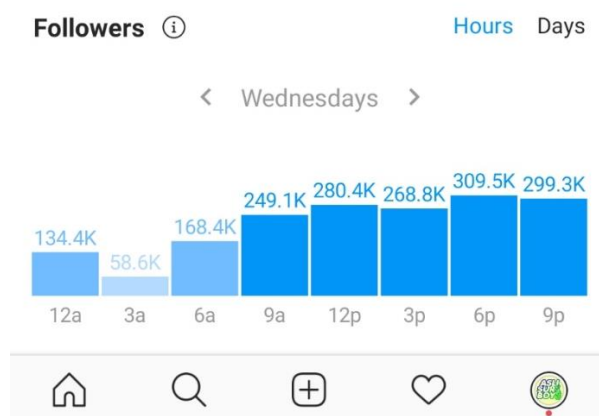 Followers Hours Days
Wednesdays
134.4K 58.6K 168.4K 249.1K 280.4K 268.8K 309.5K 299.3K
12a 3a 6a 9a 12p 3p 6p 9p